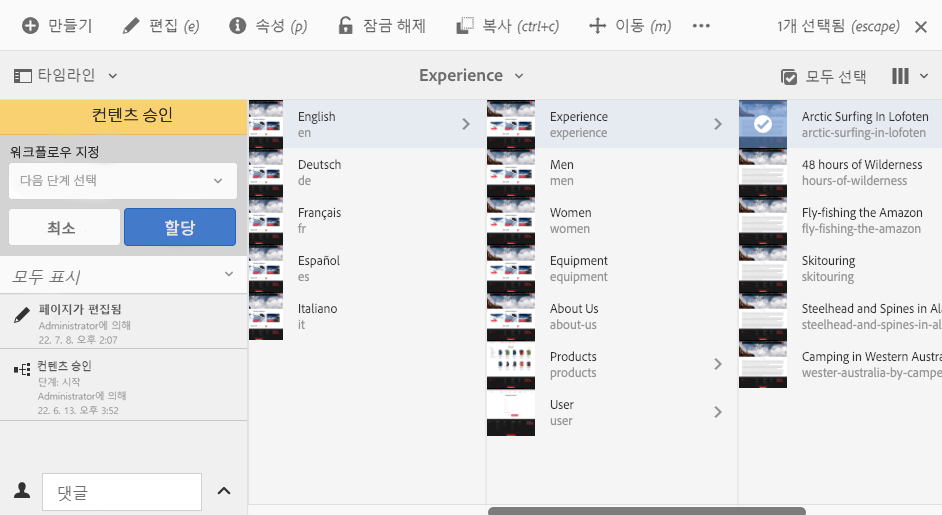 만들기
편집 (e)
속성 (p)
잠금 해제
복사 (ctrl+c)
이동 (m)
1개 선택됨 (escape)
타임라인
Experience
모두 선택
컨텐츠 승인
워크플로우 지정
다음 단계 선택
최소
할당
모두 표시
페이지가 편집됨
Administrator에 의해
22. 7. 8. 오후 2:07
컨텐츠 승인
단계: 시작
Administrator에 의해
22. 6. 13. 오후 3:52
댓글
English
en
Deutsch
de
Français
fr
Español
es
Italiano
it
Experience
experience
Men
men
Women
women
Equipment
equipment
About Us
about-us
Products
products
User
user
Arctic Surfing In Lofoten
arctic-surfing-in-lofoten
48 hours of Wilderness
hours-of-wilderness
Fly-fishing the Amazon
fly-fishing-the-amazon
Skitouring
skitouring
Steelhead and Spines in Al
steelhead-and-spines-in-al
Camping in Western Austra
wester-australia-by-campe